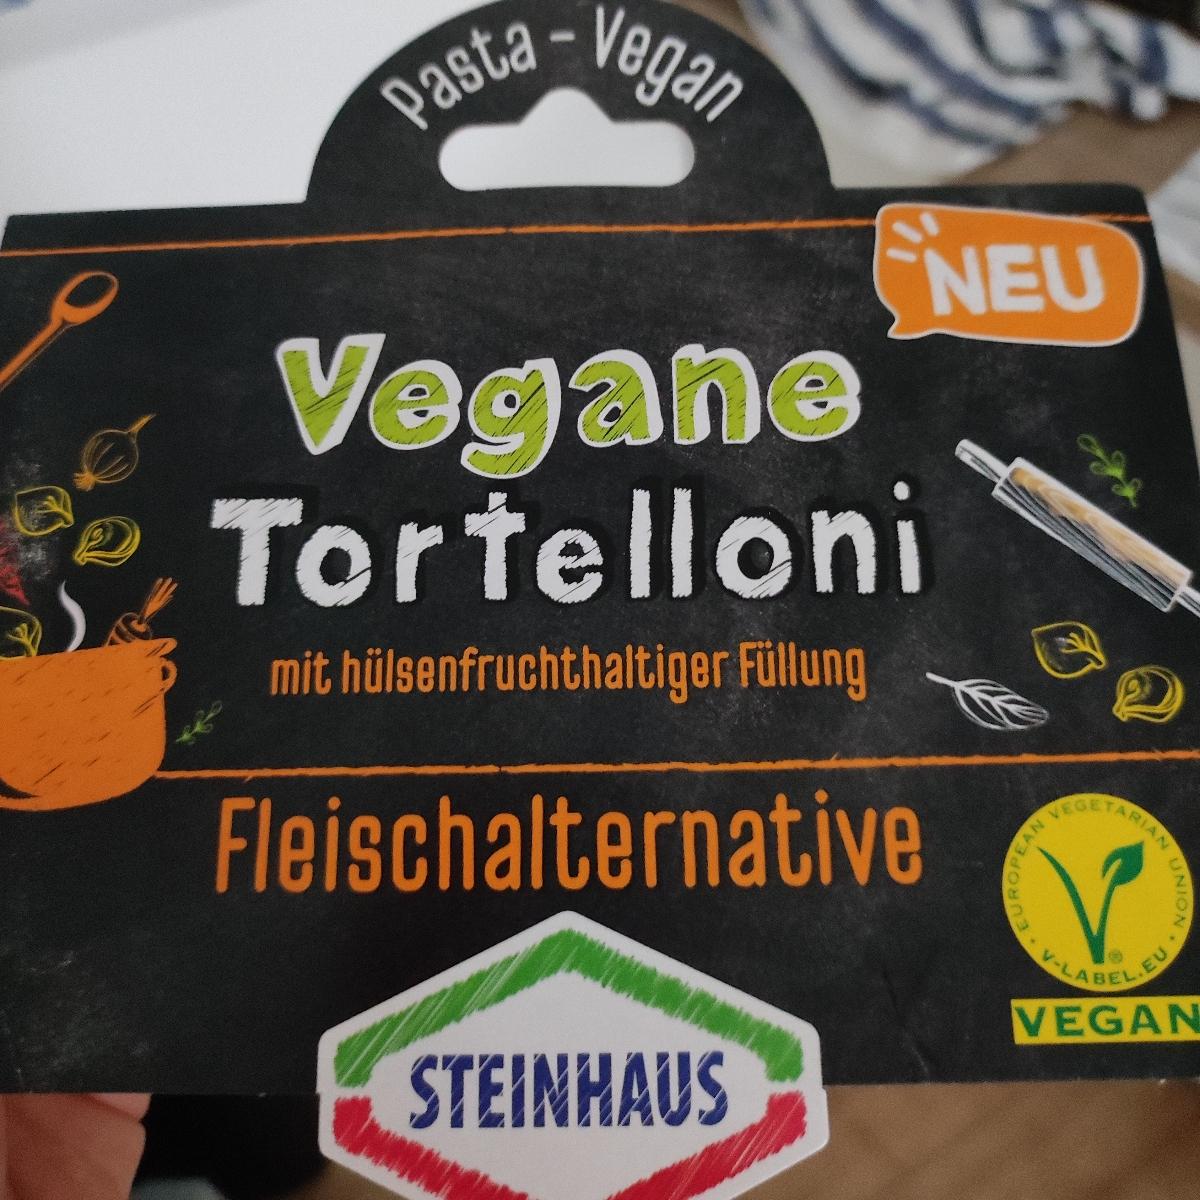 Pasta - Vegan
NEU
Vegane
Tortelloni
mit hülsenfruchthaltiger Füllung
Fleischalternative
EUROPEAN VEGETARIAN UNION
V-LABEL.EU
®
VEGAN
STEINHAUS